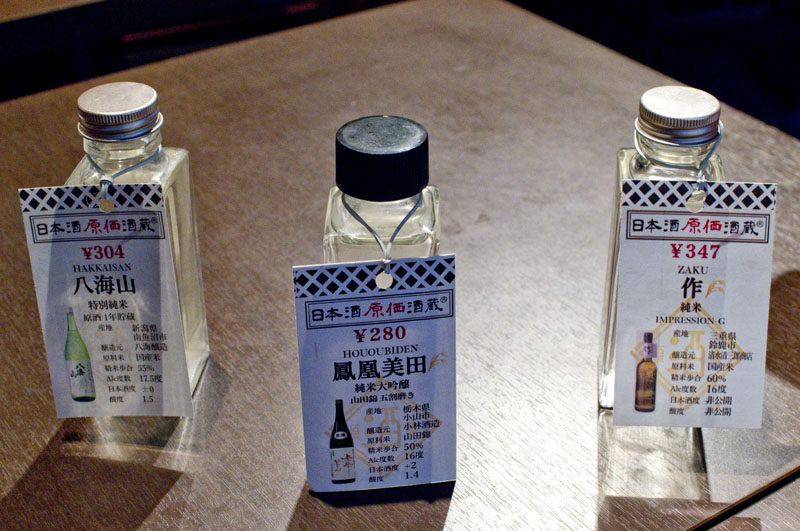 日本酒原価酒蔵®
¥304
HAKKAISAN
八海山
特別純米
原酒1年貯蔵
産地 新潟県
南魚沼市
醸造元 八海醸造
原料米 国産米
精米歩合 55%
Alc度数 17.5度
日本酒度 ±0
酸度 1.5
日本酒原価酒蔵®
¥280
HOUOUBIDEN
鳳凰美田
純米大吟醸
山田錦 五割磨き
産地 栃木県
小山市
醸造元 小林酒造
原料米 山田錦
精米歩合 50%
Alc度数 16度
日本酒度 +2
酸度 1.4
日本酒原価酒蔵®
¥347
ZAKU
作
純米
IMPRESSION-G
産地 三重県
鈴鹿市
醸造元 清水清三郎商店
原料米 国産米
精米歩合 60%
Alc度数 16度
日本酒度 非公開
酸度 非公開